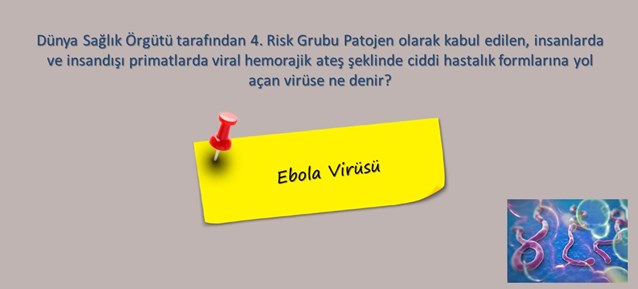 Dünya Sağlık Örgütü tarafından 4. Risk Grubu Patojen olarak kabul edilen, insanlarda
ve insandışı primatlarda viral hemorajik ateş şeklinde ciddi hastalık formlarına yol
açan virüse ne denir?
Ebola Virüsü